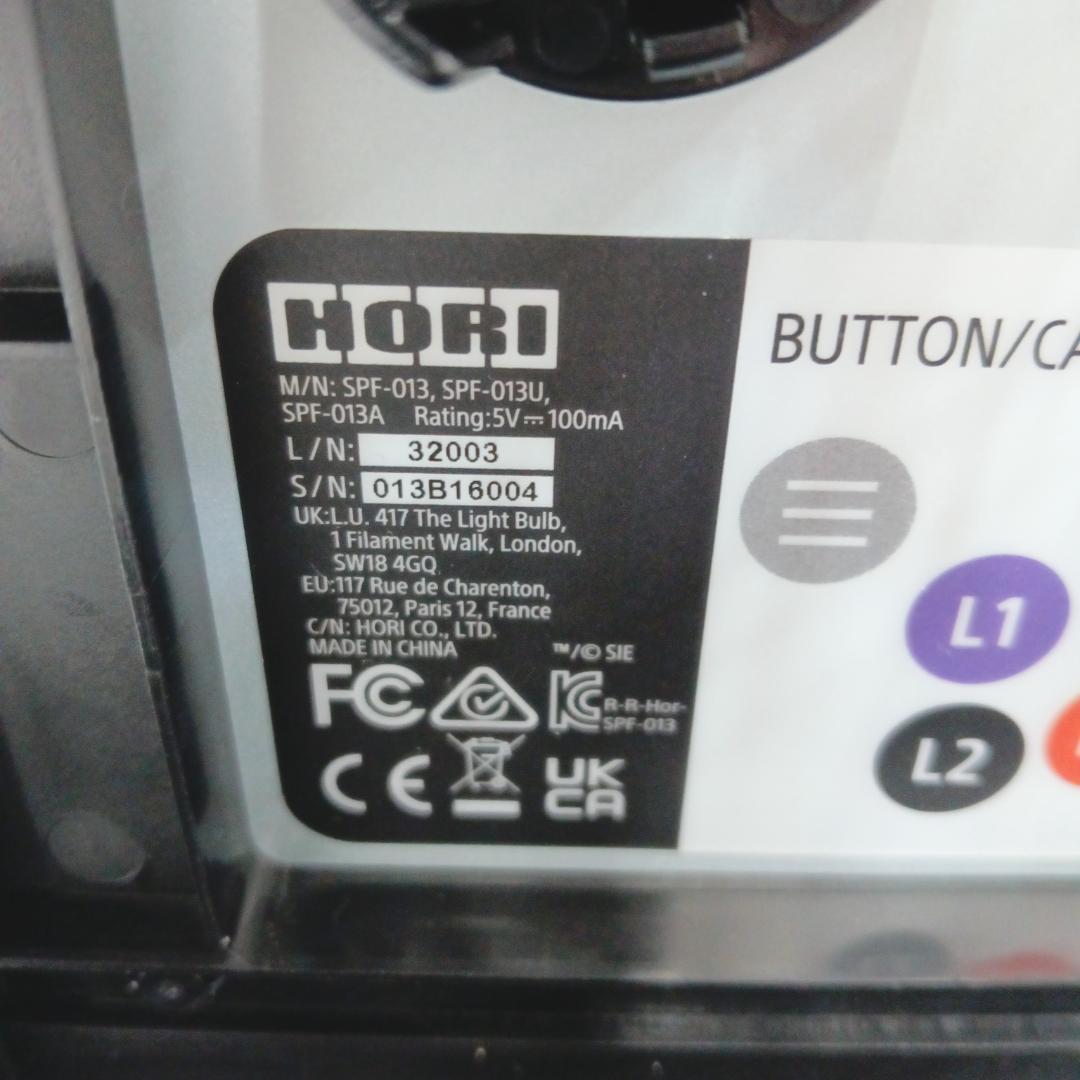 HORI
M/N: SPF-013, SPF-013U,
SPF-013A Rating:5V⎓100mA
L/N: 32003
S/N: 013B16004
UK:L.U. 417 The Light Bulb,
1 Filament Walk, London,
SW18 4GQ
EU:117 Rue de Charenton,
75012, Paris 12, France
C/N: HORI CO., LTD.
MADE IN CHINA ™/© SIE
FC KC R-R-Hor-
SPF-013
CE UK
CA
BUTTON/CA
L1
L2